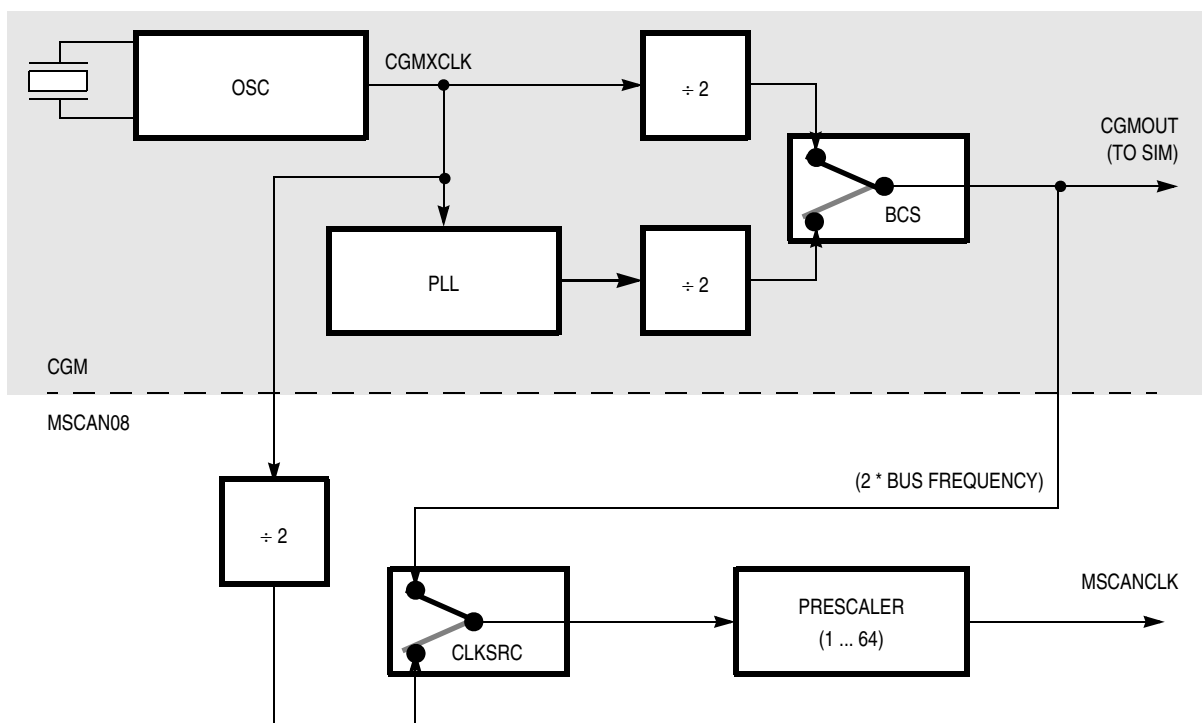 CGMXCLK
OSC
÷ 2
CGMOUT
(TO SIM)
BCS
PLL
÷ 2
CGM
MSCAN08
(2 * BUS FREQUENCY)
÷ 2
MSCANCLK
PRESCALER
(1 ... 64)
CLKSRC